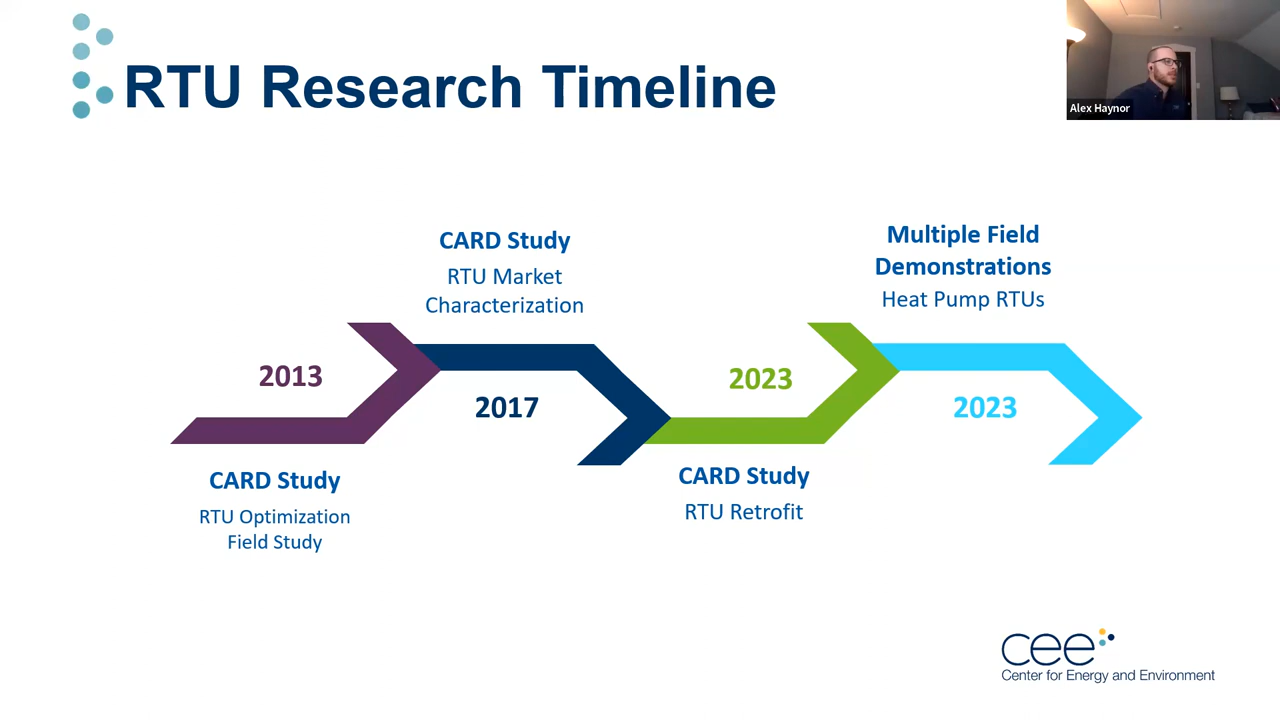 RTU Research Timeline
Alex Haynor
CARD Study
RTU Market
Characterization
Multiple Field
Demonstrations
Heat Pump RTUs
2013
2017
2023
2023
CARD Study
RTU Optimization
Field Study
CARD Study
RTU Retrofit
cee
Center for Energy and Environment